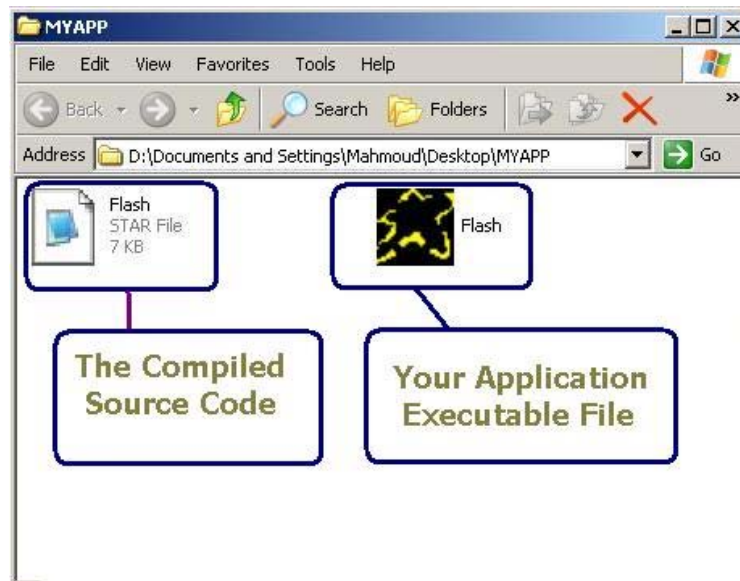 MYAPP
File Edit View Favorites Tools Help
Back Search Folders
Address D:\Documents and Settings\Mahmoud\Desktop\MYAPP Go
Flash
STAR File
7 KB
Flash
The Compiled
Source Code
Your Application
Executable File